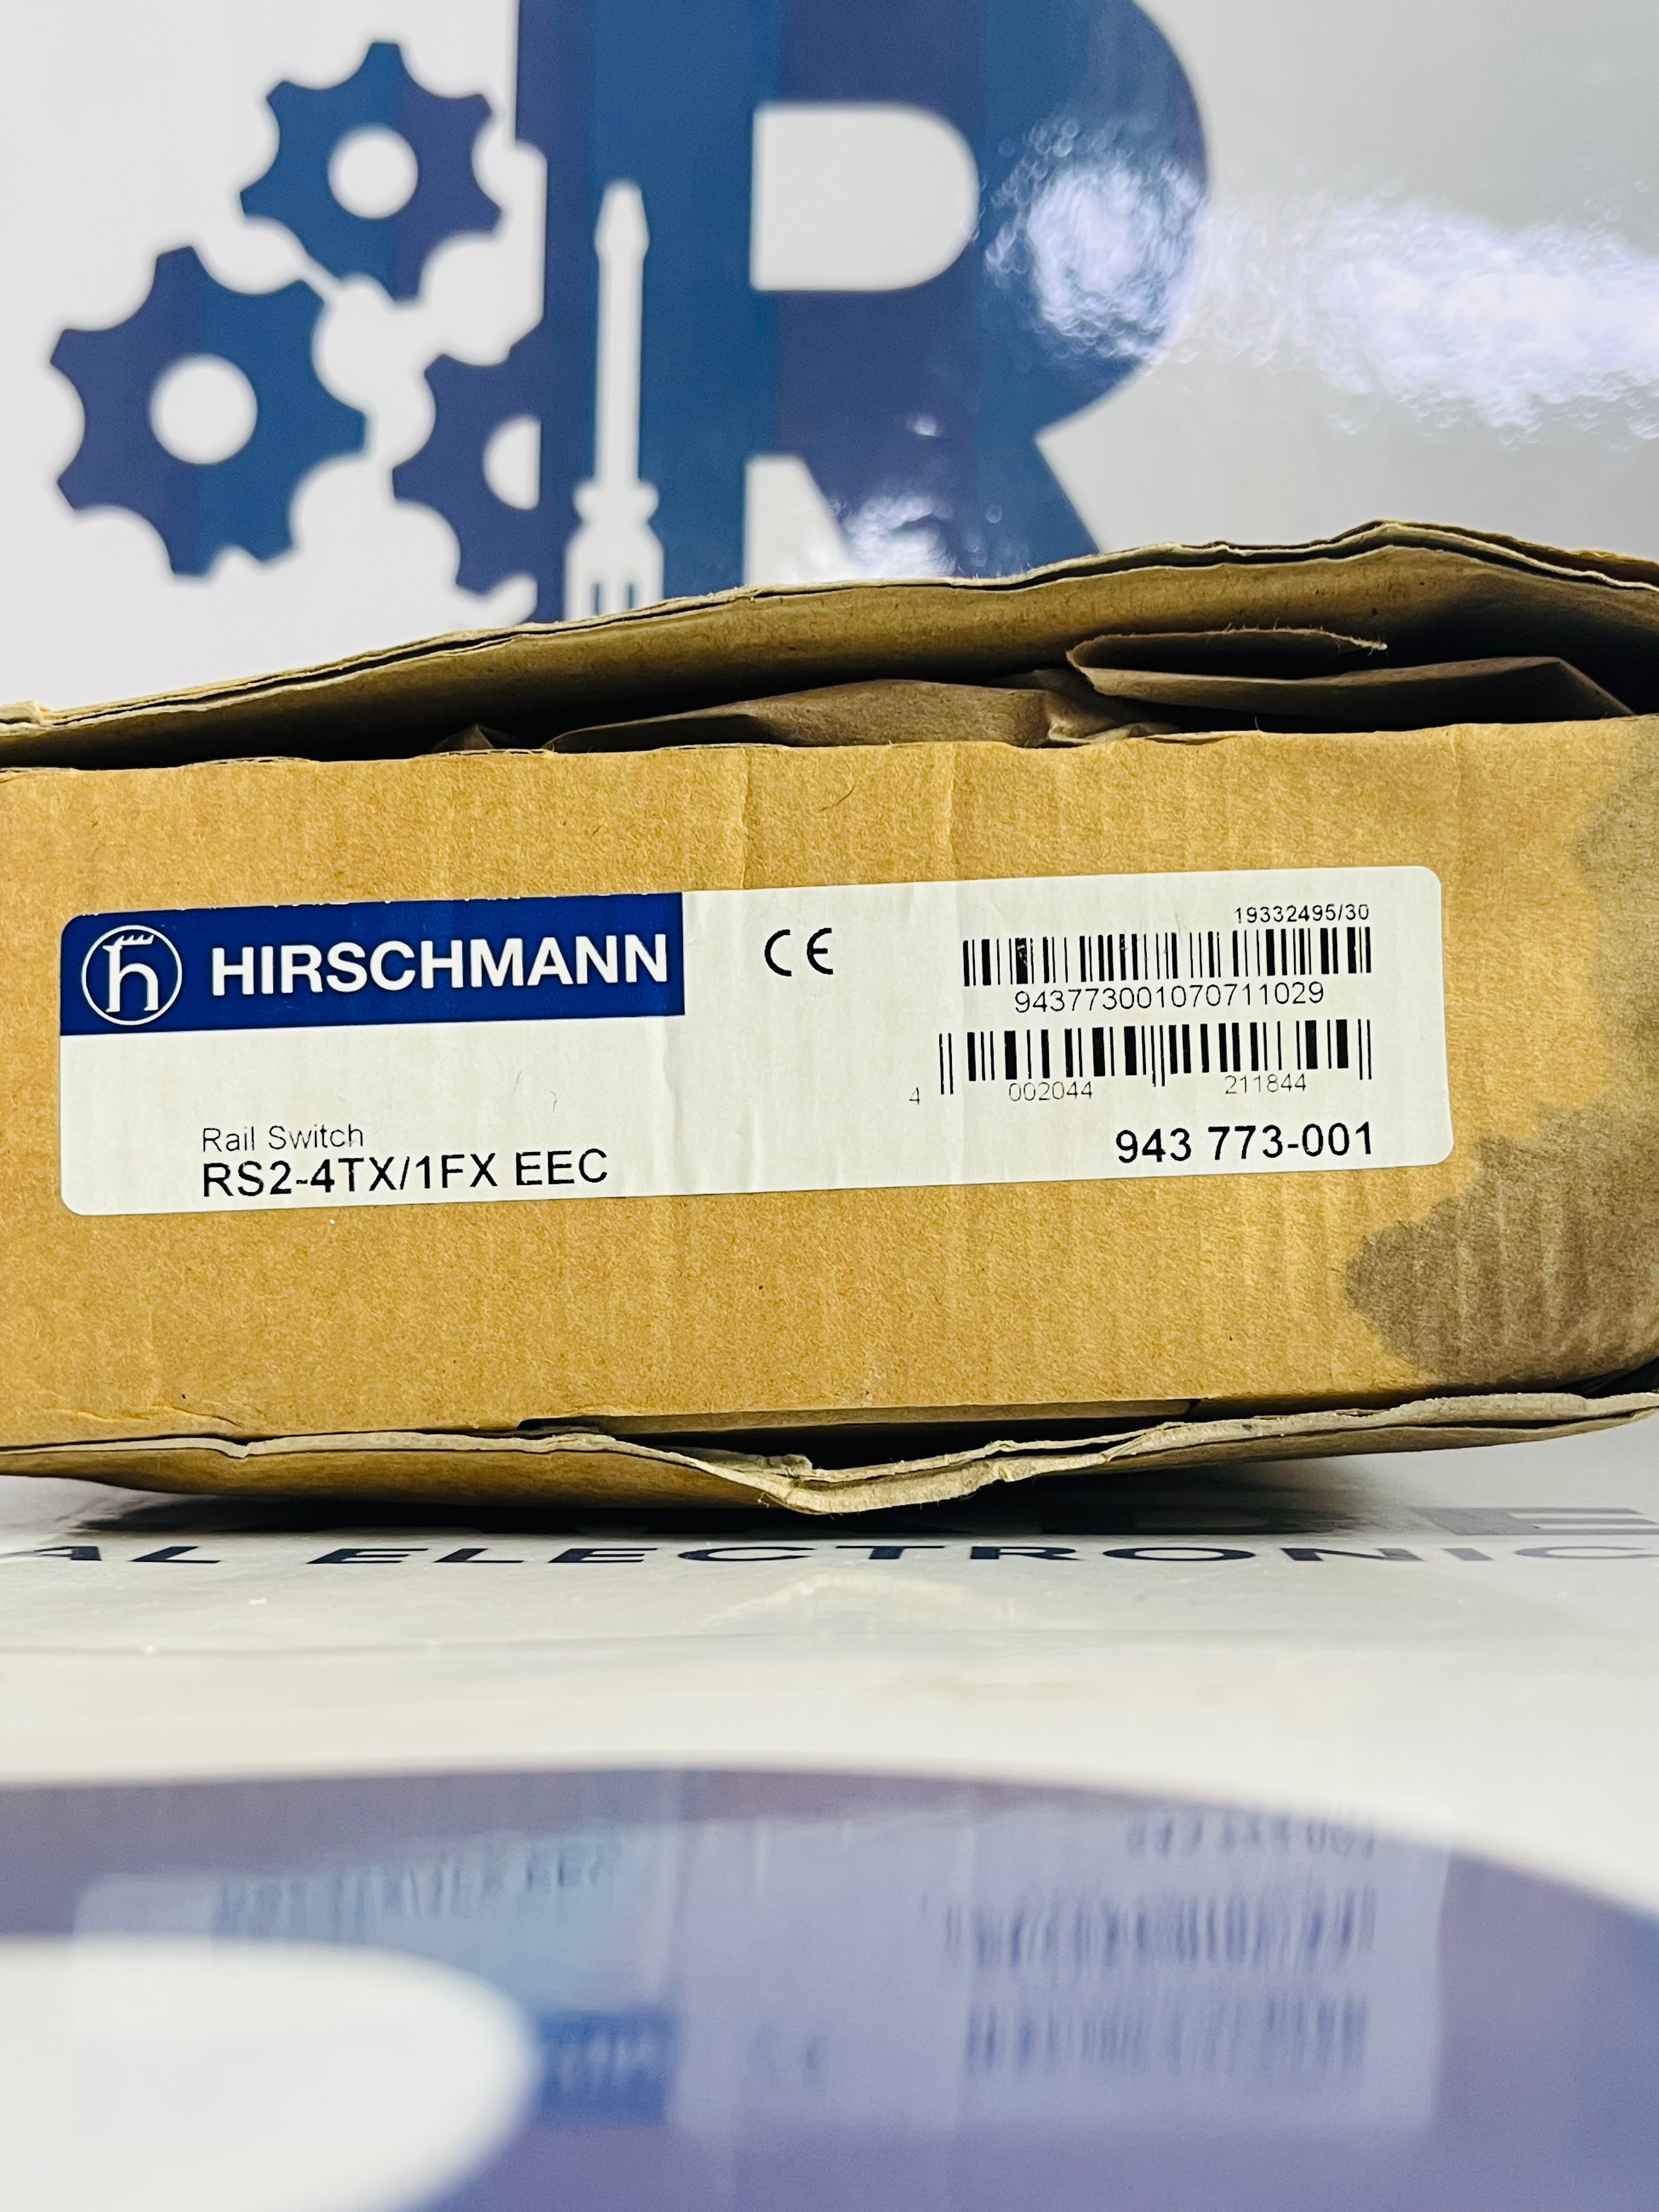 R
HIRSCHMANN
CE
19332495/30
943773001070711029
4 002044 211844
Rail Switch
RS2-4TX/1FX EEC
943 773-001
AL ELECTRONIC